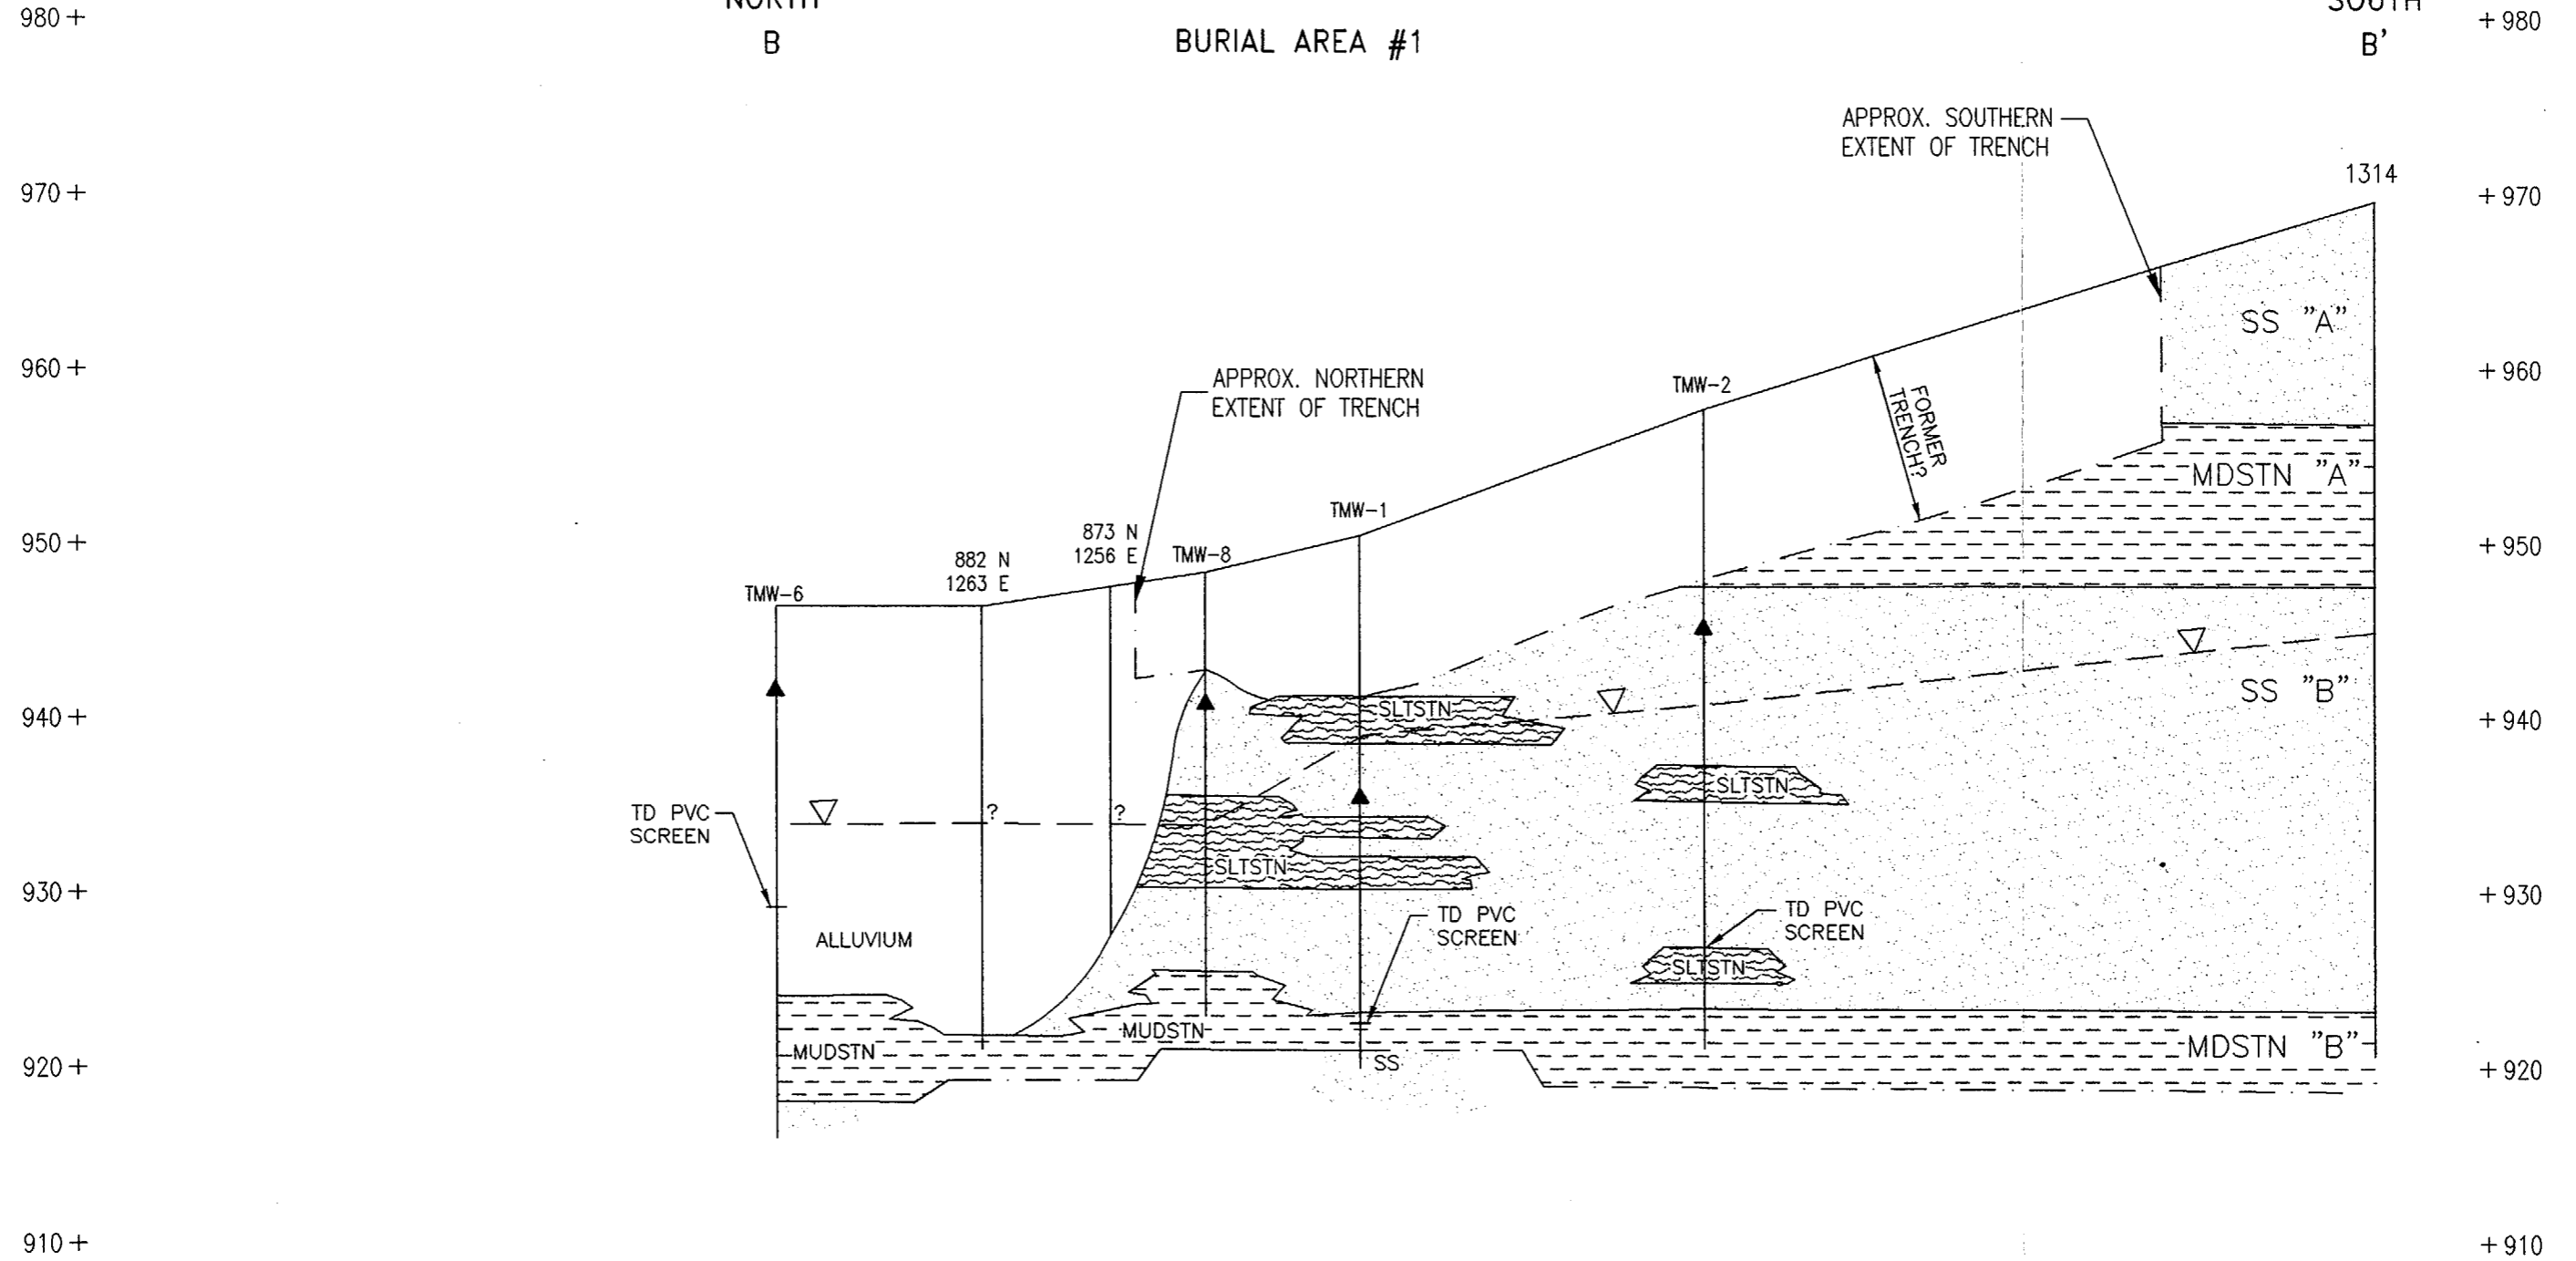 NORTH
SOUTH
980 +
+ 980
B
BURIAL AREA #1
B'
APPROX. SOUTHERN
EXTENT OF TRENCH
1314
970 +
+ 970
SS "A"
960 +
+ 960
APPROX. NORTHERN
EXTENT OF TRENCH
TMW-2
FORMER
TRENCH?
MDSTN "A"
TMW-1
950 +
+ 950
873 N
1256 E
TMW-8
882 N
1263 E
TMW-6
SS "B"
SLTSTN
940 +
+ 940
SLTSTN
TD PVC
SCREEN
?
?
SLTSTN
930 +
+ 930
TD PVC
SCREEN
TD PVC
SCREEN
ALLUVIUM
SLTSTN
MUDSTN
MUDSTN
MDSTN "B"
SS
920 +
+ 920
910 +
+ 910